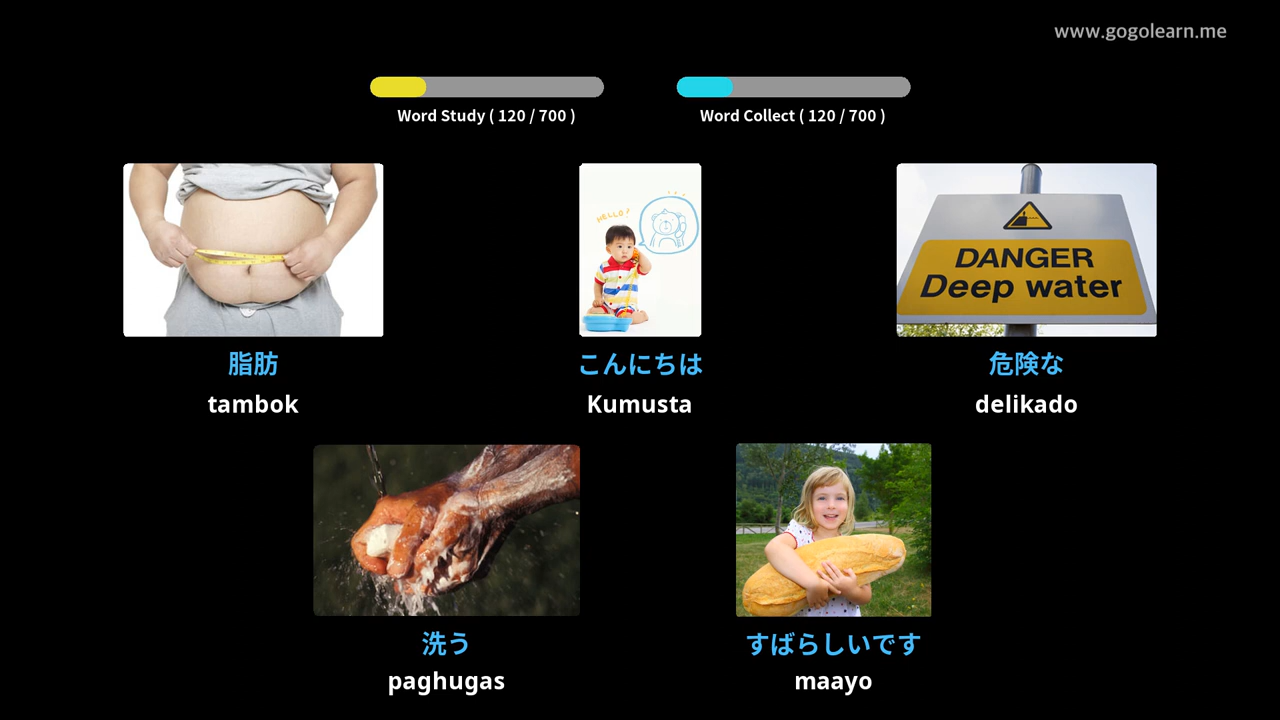 www.gogolearn.me
Word Study ( 120 / 700 )
Word Collect ( 120 / 700 )
HELLO?
DANGER
Deep water
脂肪
こんにちは
危険な
tambok
Kumusta
delikado
洗う
すばらしいです
paghugas
maayo